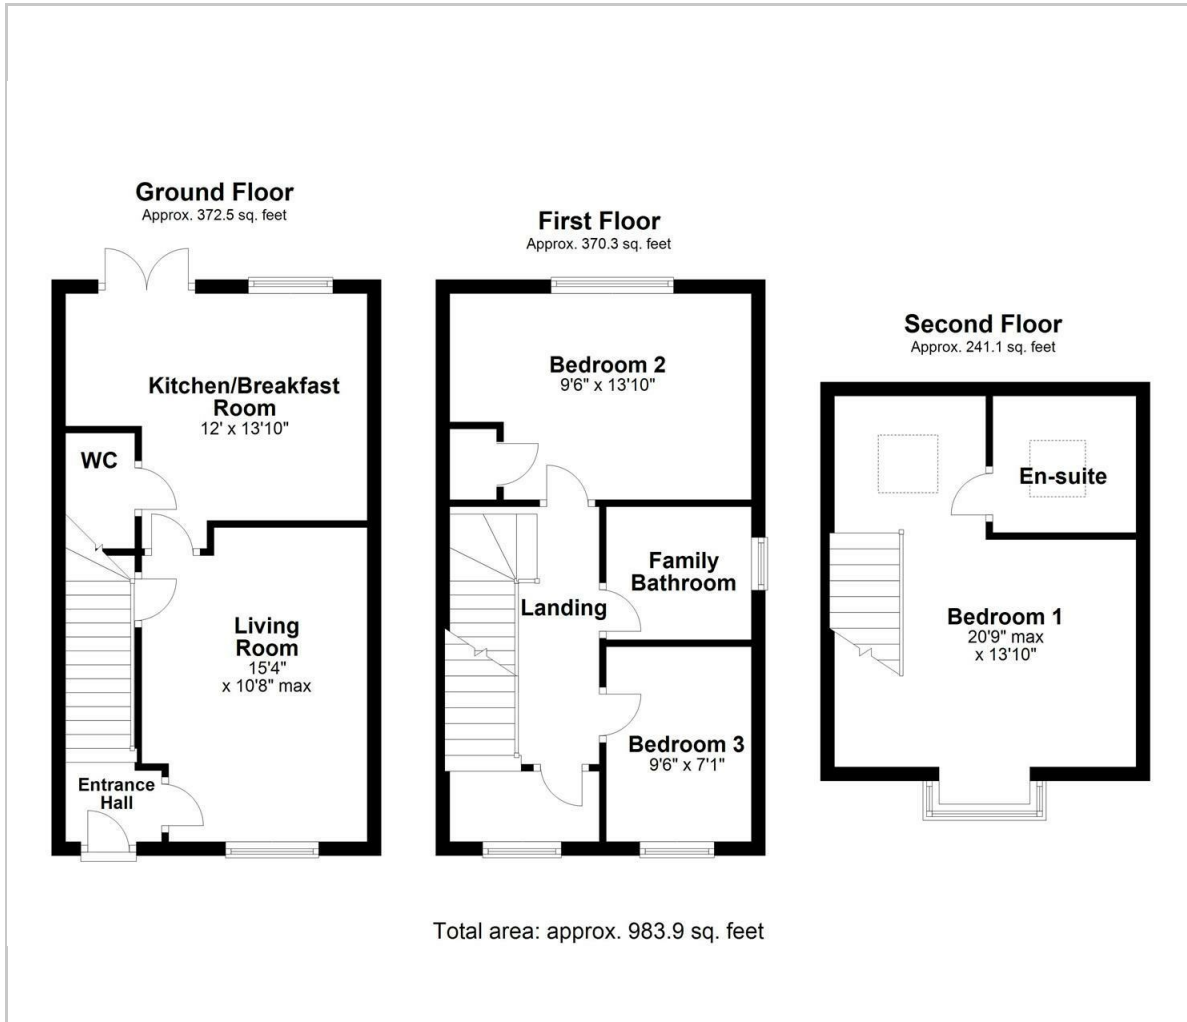 Ground Floor
Approx. 372.5 sq. feet
Kitchen/Breakfast
Room
12' x 13'10"
WC
Living
Room
15'4"
x 10'8" max
Entrance
Hall
First Floor
Approx. 370.3 sq. feet
Bedroom 2
9'6" x 13'10"
Family
Bathroom
Landing
Bedroom 3
9'6" x 7'1"
Second Floor
Approx. 241.1 sq. feet
En-suite
Bedroom 1
20'9" max
x 13'10"
Total area: approx. 983.9 sq. feet